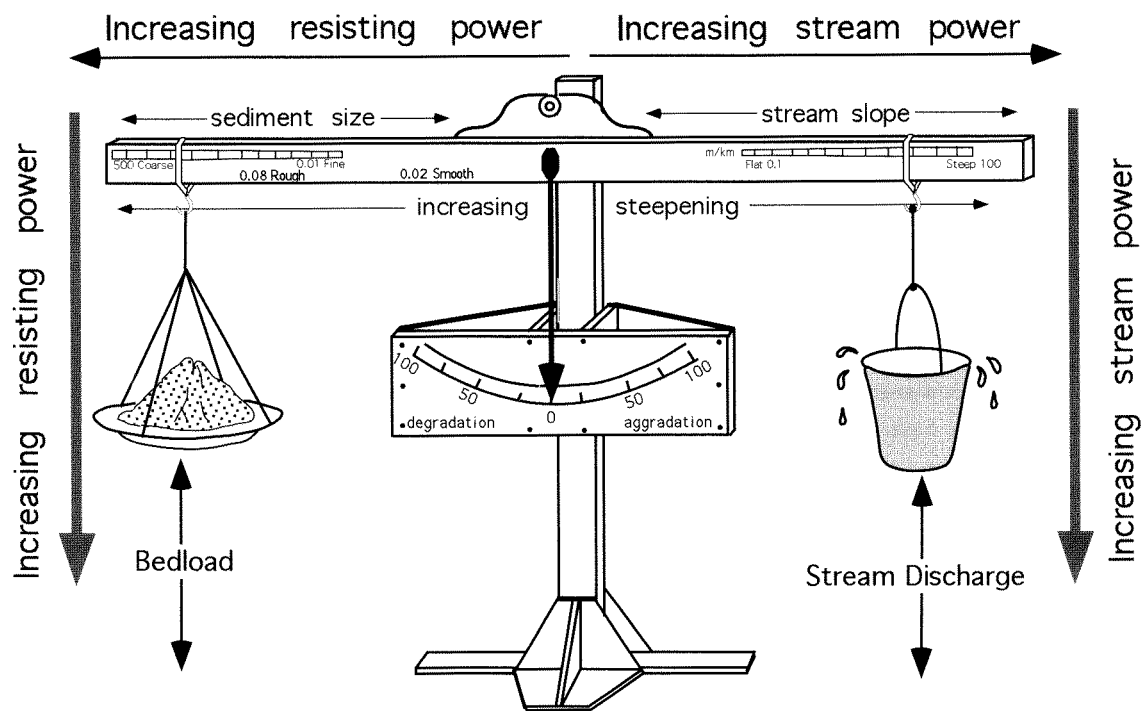 Increasing resisting power
Increasing stream power
sediment size
stream slope
500 Coarse
0.01 Fine
0.08 Rough
0.02 Smooth
m/km
Flat 0.1
Steep 100
increasing
steepening
Increasing resisting power
Increasing stream power
100
50
0
50
100
degradation
aggradation
Bedload
Stream Discharge